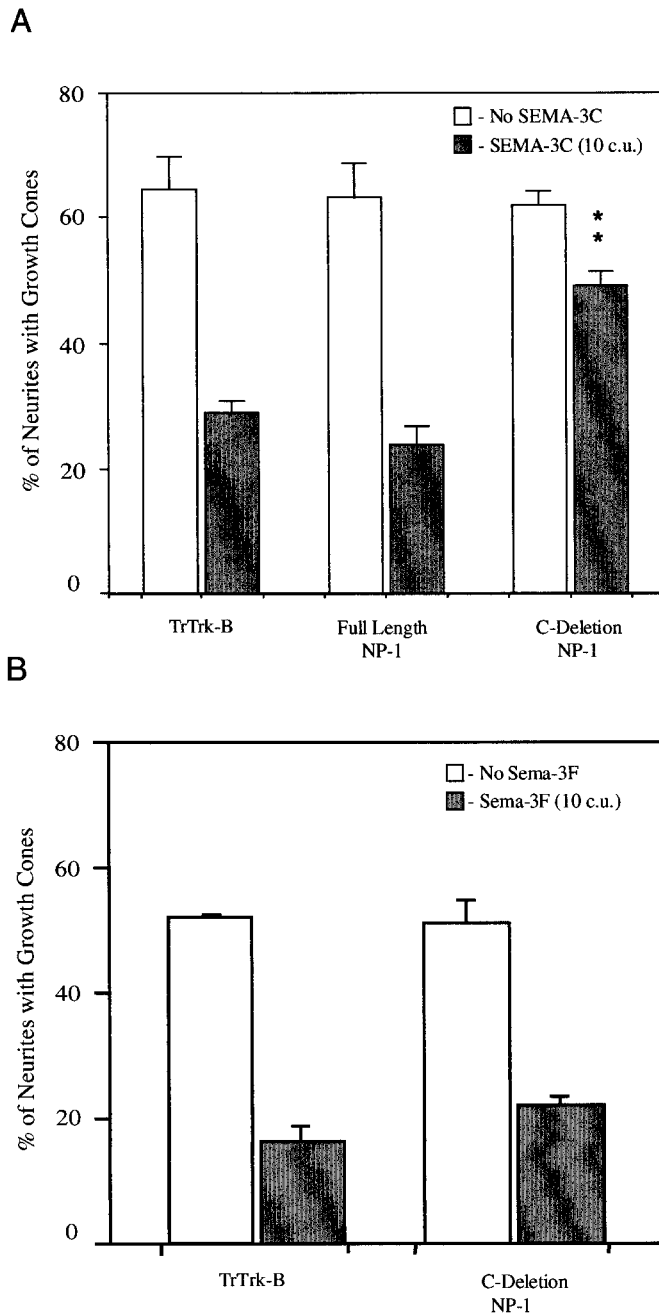 A
80
60
40
20
0
% of Neurites with Growth Cones
- No SEMA-3C
- SEMA-3C (10 c.u.)
*
*
TrTrk-B
Full Length
NP-1
C-Deletion
NP-1
B
80
60
40
20
0
% of Neurites with Growth Cones
- No Sema-3F
- Sema-3F (10 c.u.)
TrTrk-B
C-Deletion
NP-1